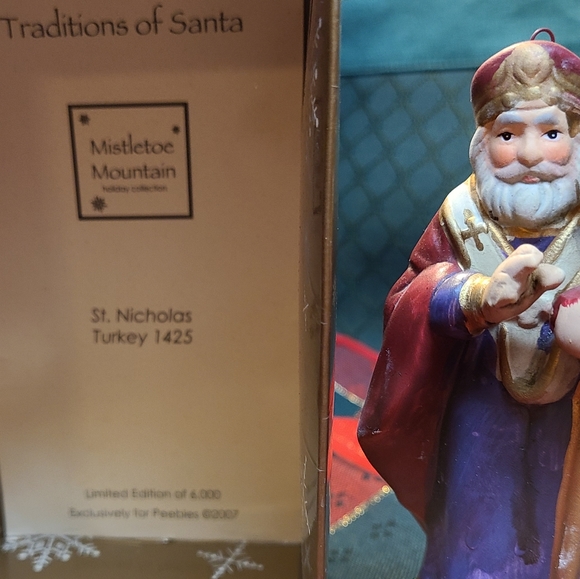 Traditions of Santa
Mistletoe
Mountain
holiday collection
St. Nicholas
Turkey 1425
Limited Edition of 6,000
Exclusively for Peebles ©2007